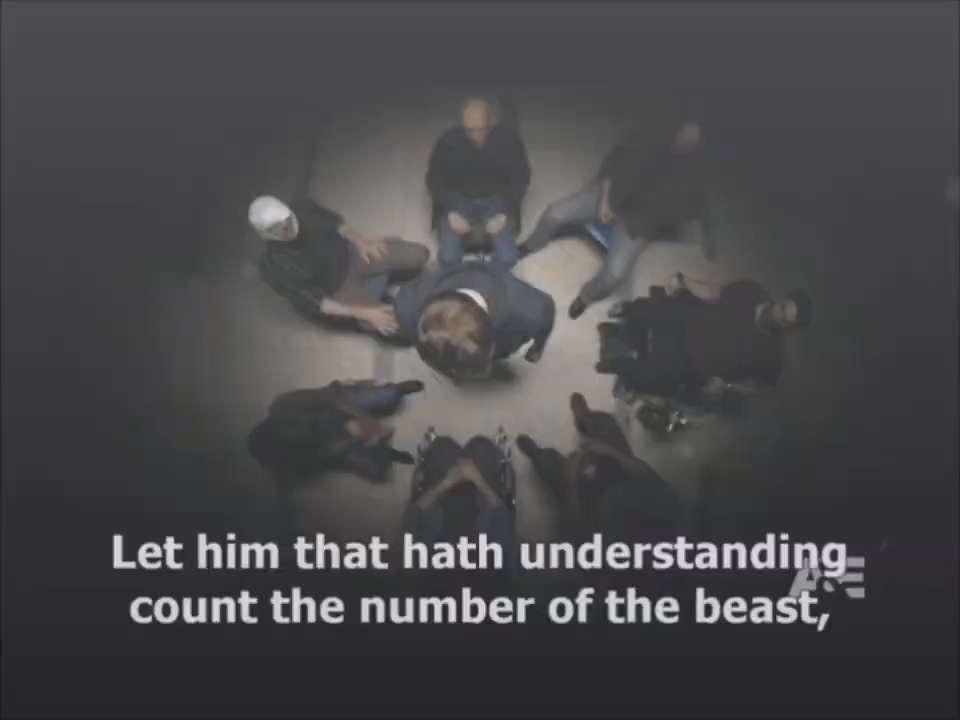 Let him that hath understanding
A&E
count the number of the beast,